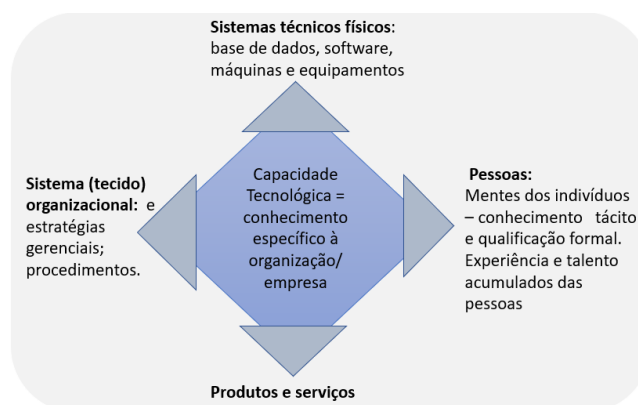 Sistemas técnicos físicos:
base de dados, software,
máquinas e equipamentos
Sistema (tecido)
organizacional: e
estratégias
gerenciais;
procedimentos.
Capacidade
Tecnológica =
conhecimento
específico à
organização/
empresa
Pessoas:
Mentes dos indivíduos
– conhecimento tácito
e qualificação formal.
Experiência e talento
acumulados das
pessoas
Produtos e serviços